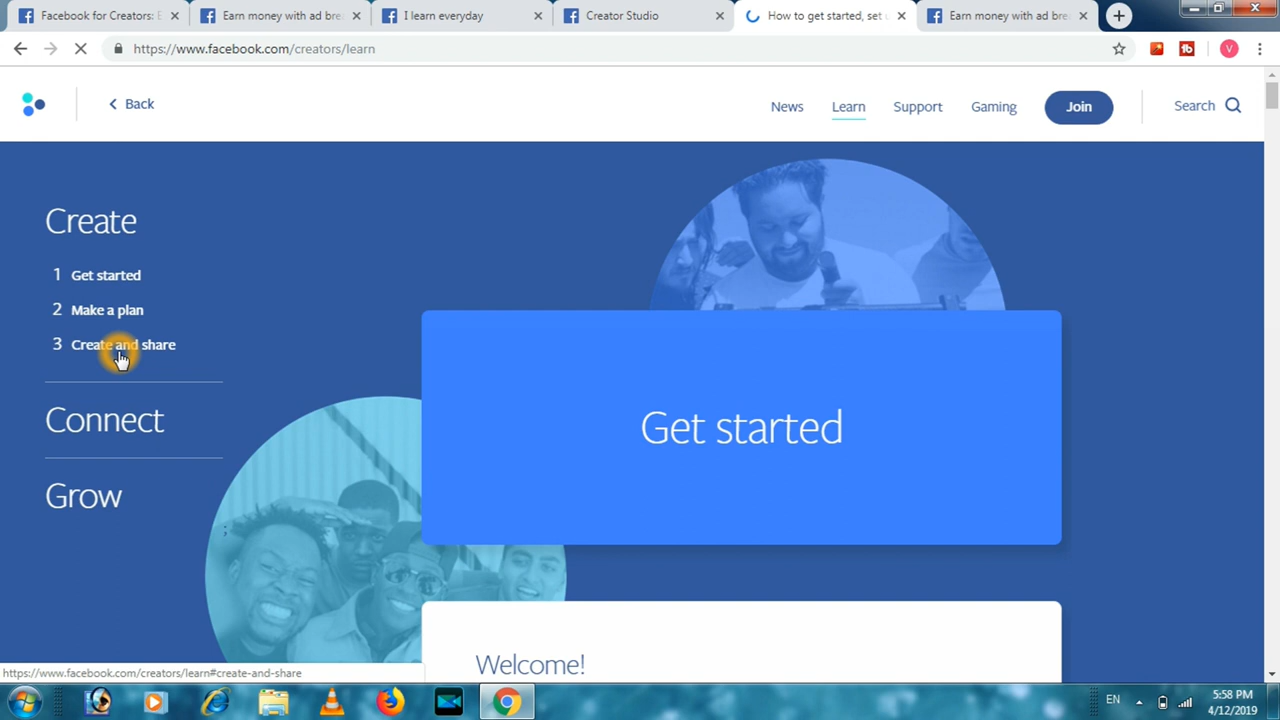 Facebook for Creators: E
Earn money with ad bre
I learn everyday
Creator Studio
How to get started, set u
Earn money with ad bre
https://www.facebook.com/creators/learn
V
Back
News
Learn
Support
Gaming
Join
Search
Create
1 Get started
2 Make a plan
3 Create and share
Connect
Grow
Get started
Welcome!
https://www.facebook.com/creators/learn#create-and-share
EN
5:58 PM
4/12/2019